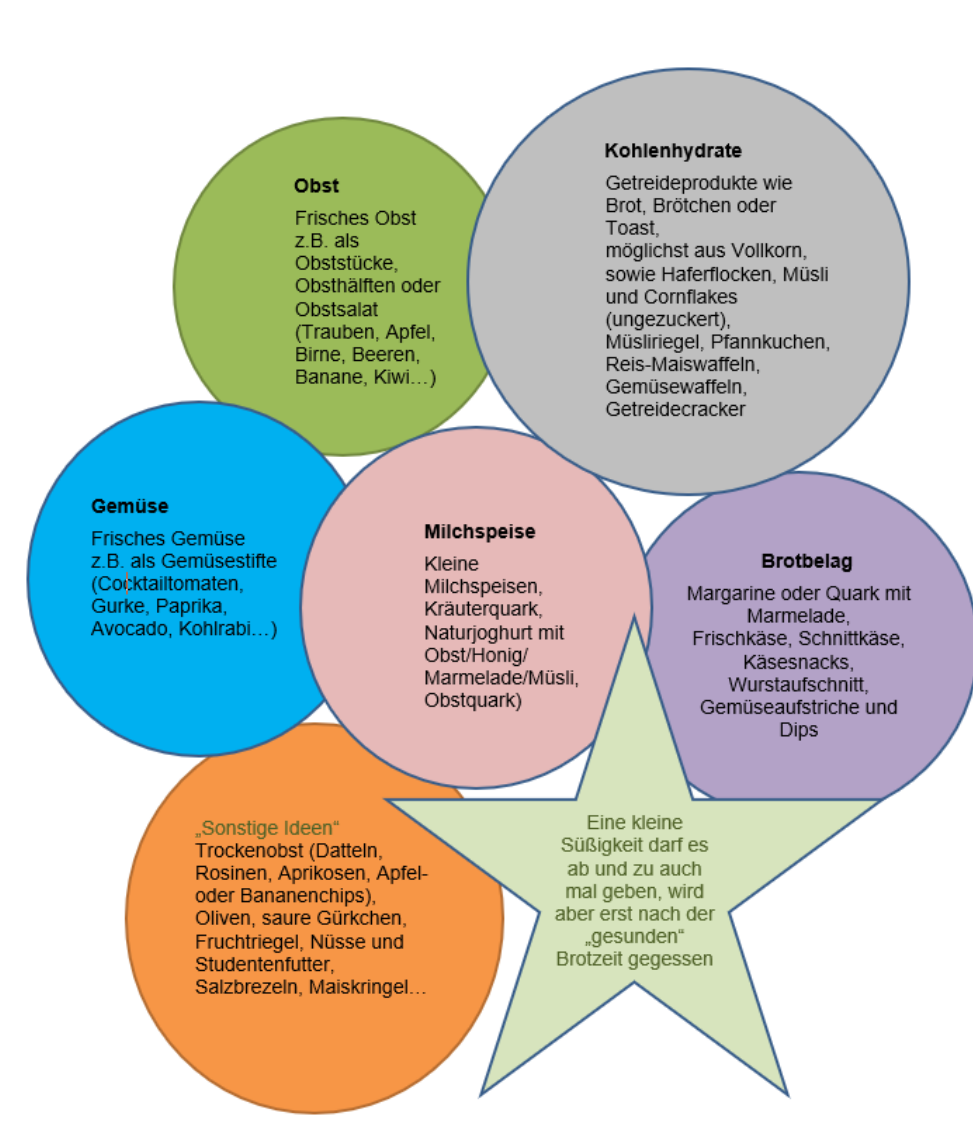 Obst
Frisches Obst
z.B. als
Obststücke,
Obsthälften oder
Obstsalat
(Trauben, Apfel,
Birne, Beeren,
Banane, Kiwi…)
Kohlenhydrate
Getreideprodukte wie
Brot, Brötchen oder
Toast,
möglichst aus Vollkorn,
sowie Haferflocken, Müsli
und Cornflakes
(ungezuckert),
Müsliriegel, Pfannkuchen,
Reis-Maiswaffeln,
Gemüsewaffeln,
Getreidecracker
Gemüse
Frisches Gemüse
z.B. als Gemüsestifte
(Cocktailtomaten,
Gurke, Paprika,
Avocado, Kohlrabi…)
Milchspeise
Kleine
Milchspeisen,
Kräuterquark,
Naturjoghurt mit
Obst/Honig/
Marmelade/Müsli,
Obstquark)
Brotbelag
Margarine oder Quark mit
Marmelade,
Frischkäse, Schnittkäse,
Käsesnacks,
Wurstaufschnitt,
Gemüseaufstriche und
Dips
„Sonstige Ideen“
Trockenobst (Datteln,
Rosinen, Aprikosen, Apfel-
oder Bananenchips),
Oliven, saure Gürkchen,
Fruchtriegel, Nüsse und
Studentenfutter,
Salzbrezeln, Maiskringel…
Eine kleine
Süßigkeit darf es
ab und zu auch
mal geben, wird
aber erst nach der
„gesunden“
Brotzeit gegessen